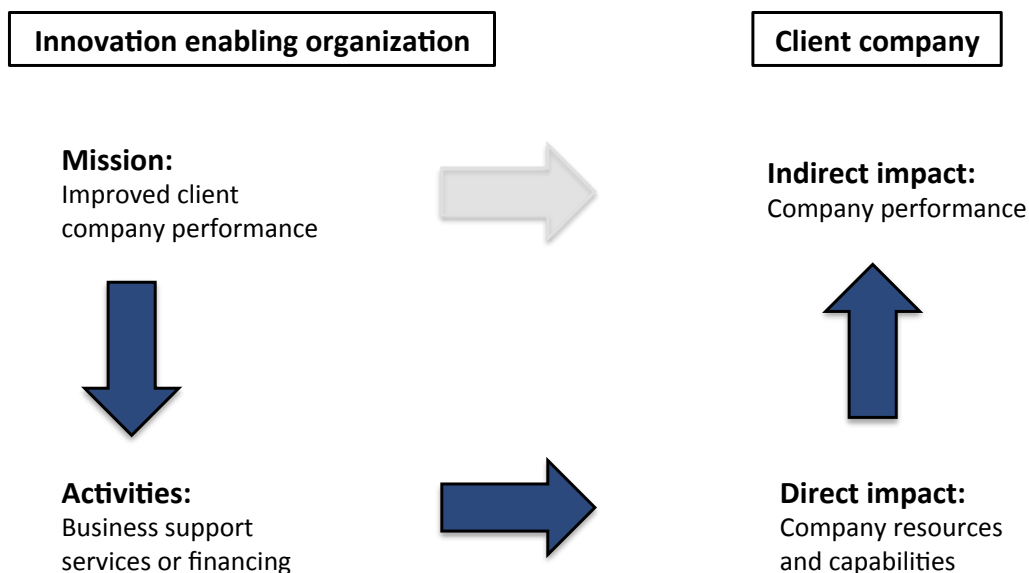 Innovation enabling organization
Client company
Mission:
Improved client
company performance
Indirect impact:
Company performance
Activities:
Business support
services or financing
Direct impact:
Company resources
and capabilities